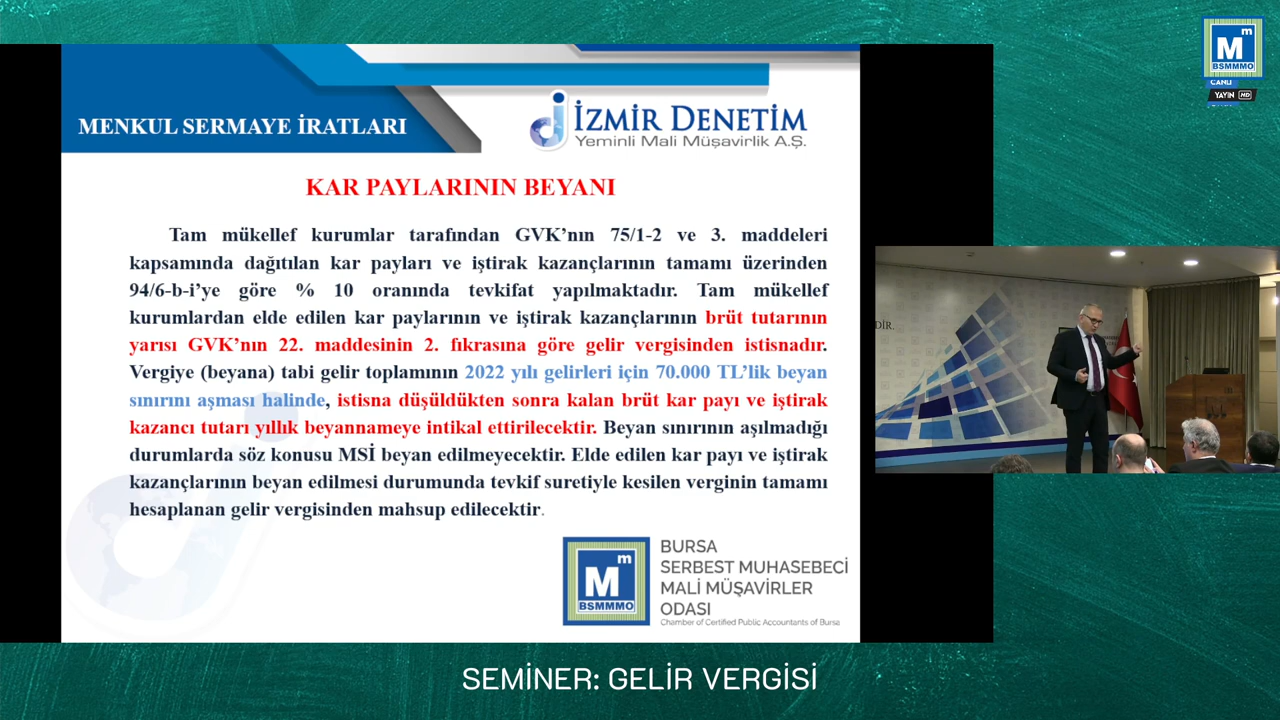 M m
BSMMMO
CANLI
YAYIN HD
MENKUL SERMAYE İRATLARI
İZMİR DENETİM
Yeminli Mali Müşavirlik A.Ş.
KAR PAYLARININ BEYANI
Tam mükellef kurumlar tarafından GVK’nın 75/1-2 ve 3. maddeleri
kapsamında dağıtılan kar payları ve iştirak kazançlarının tamamı üzerinden
94/6-b-i’ye göre % 10 oranında tevkifat yapılmaktadır. Tam mükellef
kurumlardan elde edilen kar paylarının ve iştirak kazançlarının brüt tutarının
yarısı GVK’nın 22. maddesinin 2. fıkrasına göre gelir vergisinden istisnadır.
Vergiye (beyana) tabi gelir toplamının 2022 yılı gelirleri için 70.000 TL’lik beyan
sınırını aşması halinde, istisna düşüldükten sonra kalan brüt kar payı ve iştirak
kazancı tutarı yıllık beyannameye intikal ettirilecektir. Beyan sınırının aşılmadığı
durumlarda söz konusu MSİ beyan edilmeyecektir. Elde edilen kar payı ve iştirak
kazançlarının beyan edilmesi durumunda tevkif suretiyle kesilen verginin tamamı
hesaplanan gelir vergisinden mahsup edilecektir.
M m
BSMMMO
BURSA
SERBEST MUHASEBECİ
MALİ MÜŞAVİRLER
ODASI
Chamber of Certified Public Accountants of Bursa
DİR.
SEMİNER: GELİR VERGİSİ